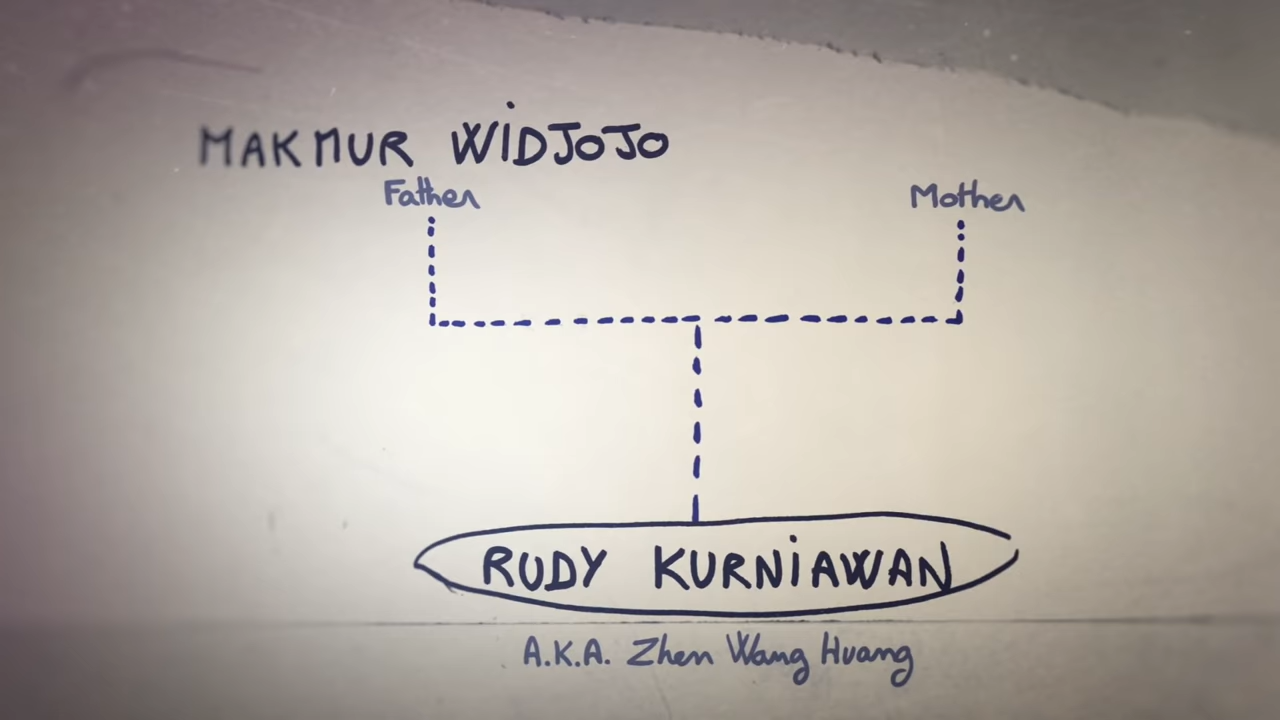 MAKMUR WiDJOJO
Father
Mother
RUDY KURNiAWAN
A.K.A. Zhen Wang Huang